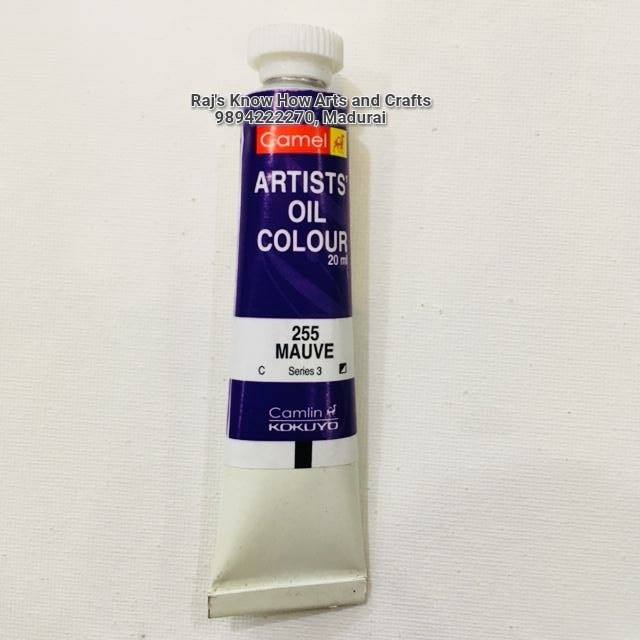 Raj's Know How Arts and Crafts
9894222270, Madurai
Camel
ARTISTS'
OIL
COLOUR
20 ml
255
MAUVE
C Series 3
Camlin
KOKUYO